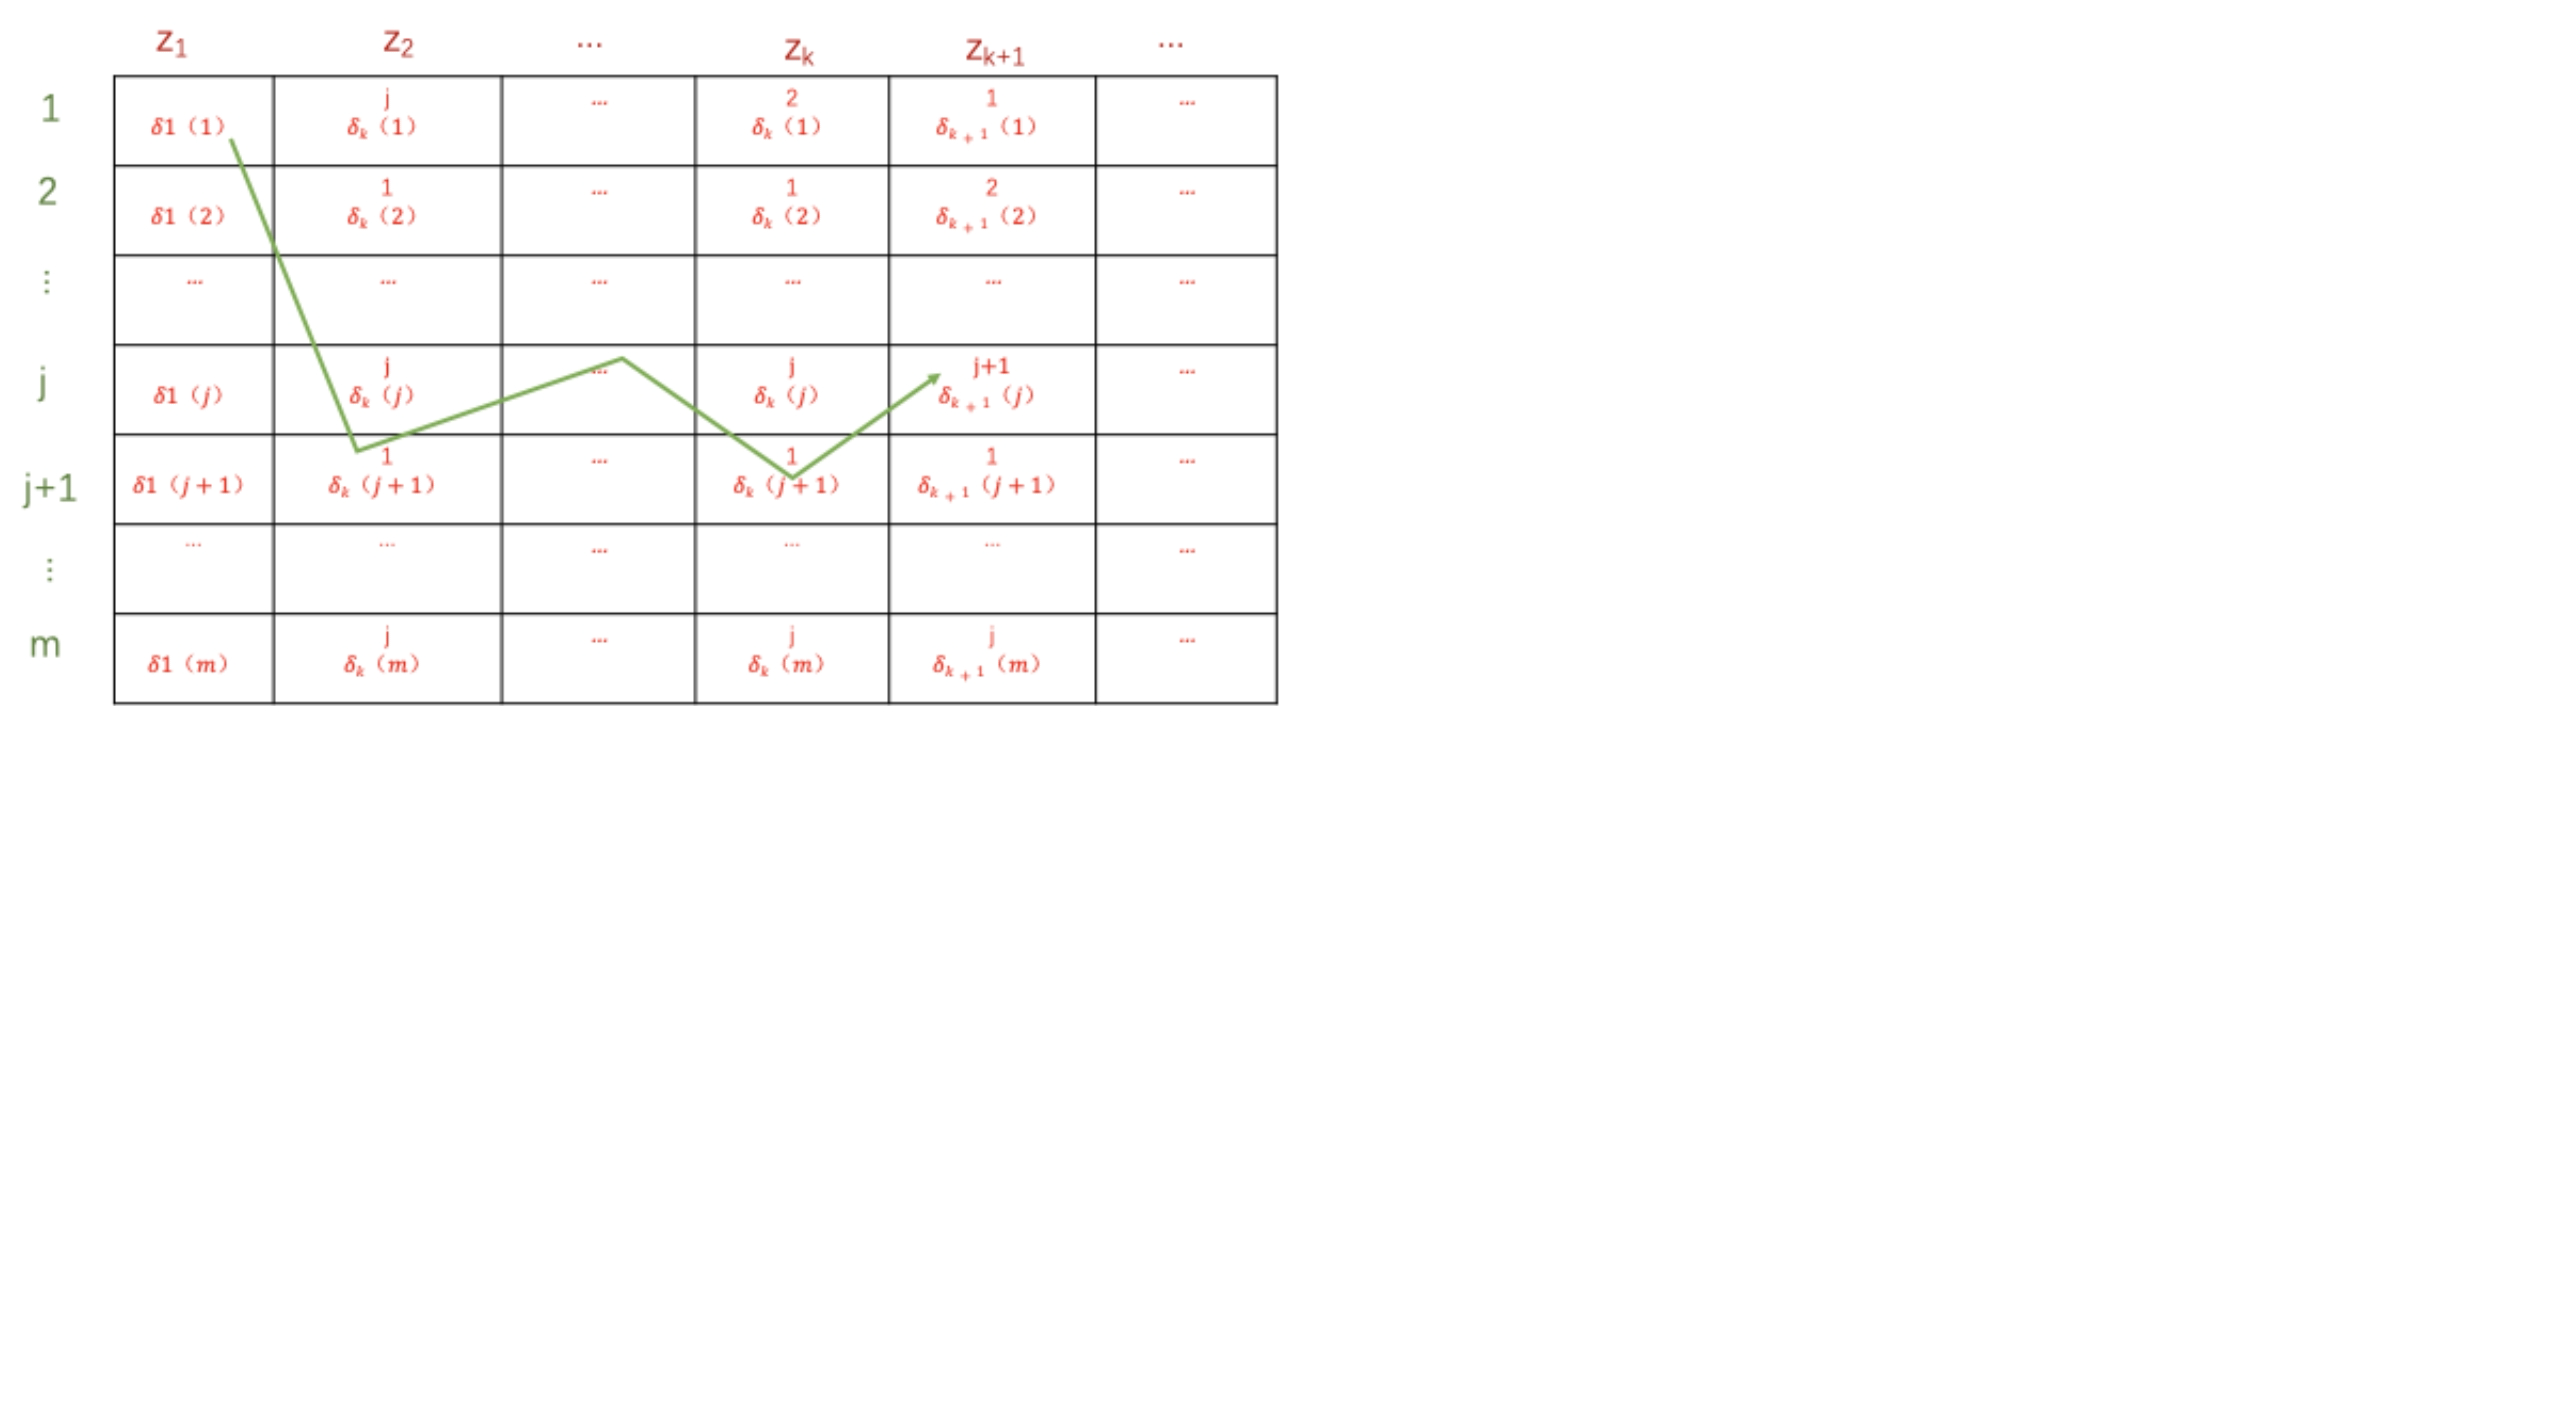 z₁ z₂ ... zₖ zₖ₊₁ ...
1 j ... 2 1 ...
δ1（1） δₖ（1） δₖ（1） δₖ₊₁（1）
2 1 ... 1 2 ...
δ1（2） δₖ（2） δₖ（2） δₖ₊₁（2）
⋮ ... ... ... ... ... ...
j j ... j j+1 ...
δ1（j） δₖ（j） δₖ（j） δₖ₊₁（j）
j+1 1 ... 1 1 ...
δ1（j+1） δₖ（j+1） δₖ（j+1） δₖ₊₁（j+1）
⋮ ... ... ... ... ... ...
m j ... j j ...
δ1（m） δₖ（m） δₖ（m） δₖ₊₁（m）